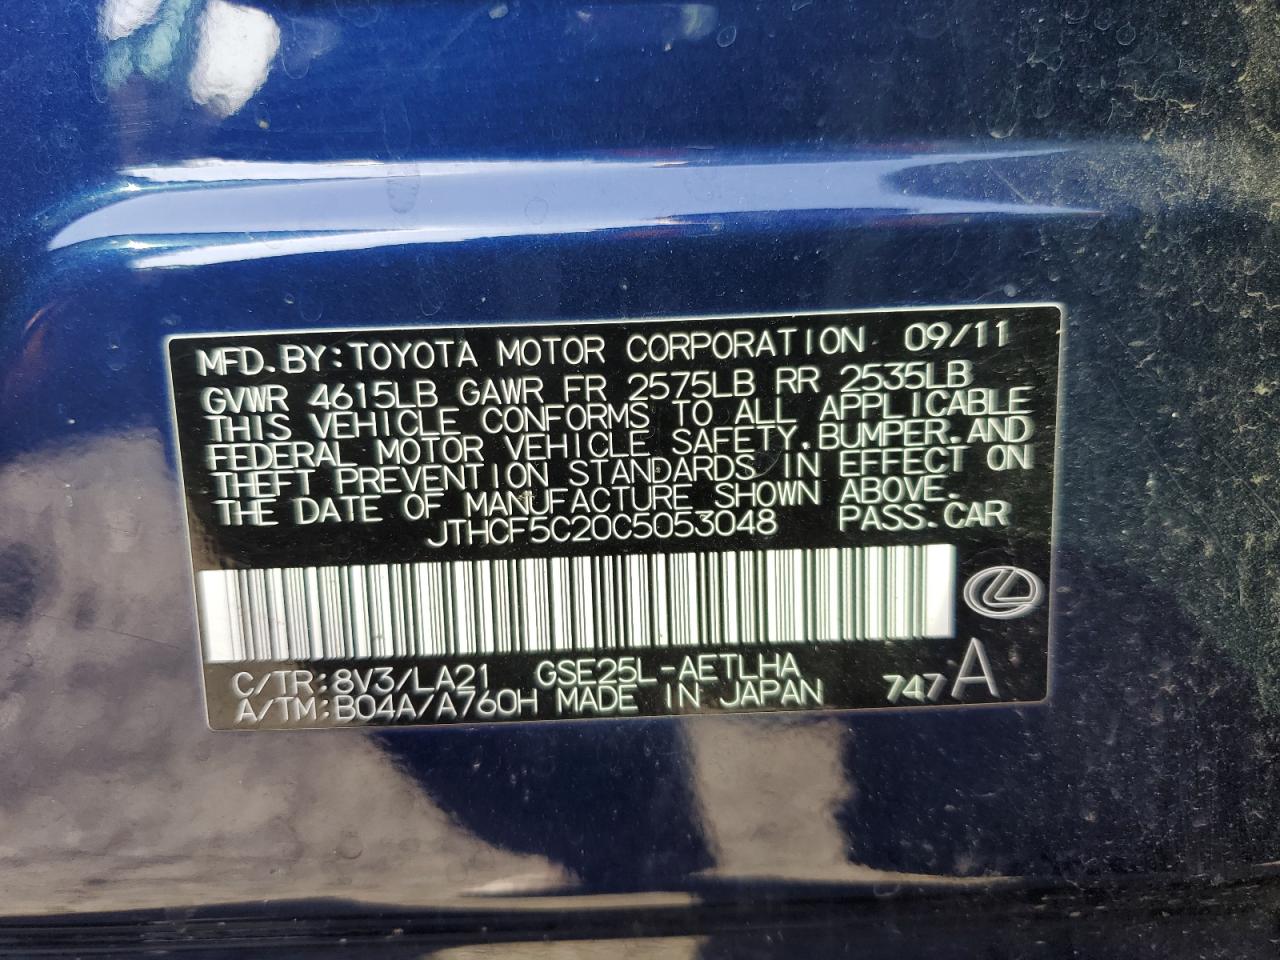 MFD.BY:TOYOTA MOTOR CORPORATION 09/11
GVWR 4615LB GAWR FR 2575LB RR 2535LB
THIS VEHICLE CONFORMS TO ALL APPLICABLE
FEDERAL MOTOR VEHICLE SAFETY,BUMPER,AND
THEFT PREVENTION STANDARDS IN EFFECT ON
THE DATE OF MANUFACTURE SHOWN ABOVE.
JTHCF5C20C5053048 PASS.CAR
C/TR:8V3/LA21 GSE25L-AETLHA
A/TM:B04A/A760H MADE IN JAPAN 747 A